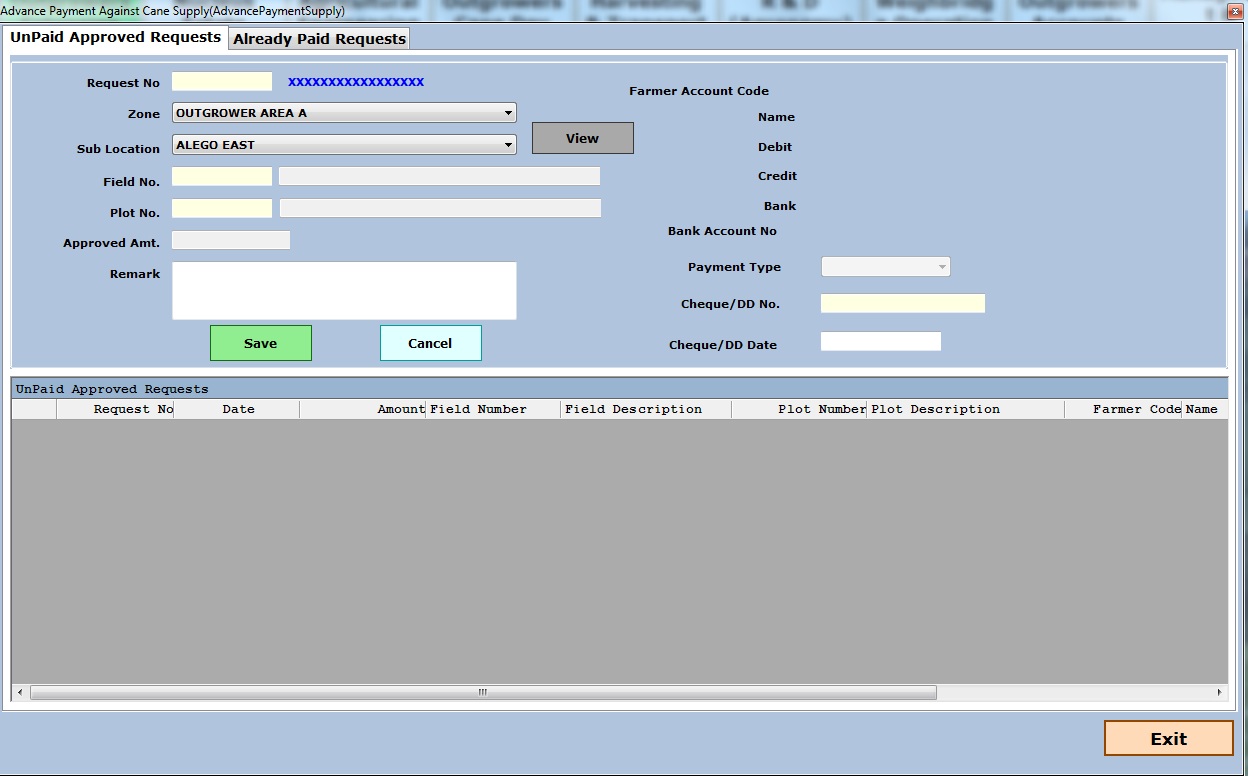 Advance Payment Against Cane Supply(AdvancePaymentSupply)
UnPaid Approved Requests
Already Paid Requests
Request No
xxxxxxxxxxxxxxxxx
Farmer Account Code
Zone
OUTGROWER AREA A
Name
Sub Location
ALEGO EAST
View
Debit
Field No.
Credit
Plot No.
Bank
Approved Amt.
Bank Account No
Remark
Payment Type
Cheque/DD No.
Save
Cancel
Cheque/DD Date
UnPaid Approved Requests
Request No Date Amount Field Number Field Description Plot Number Plot Description Farmer Code Name
Exit